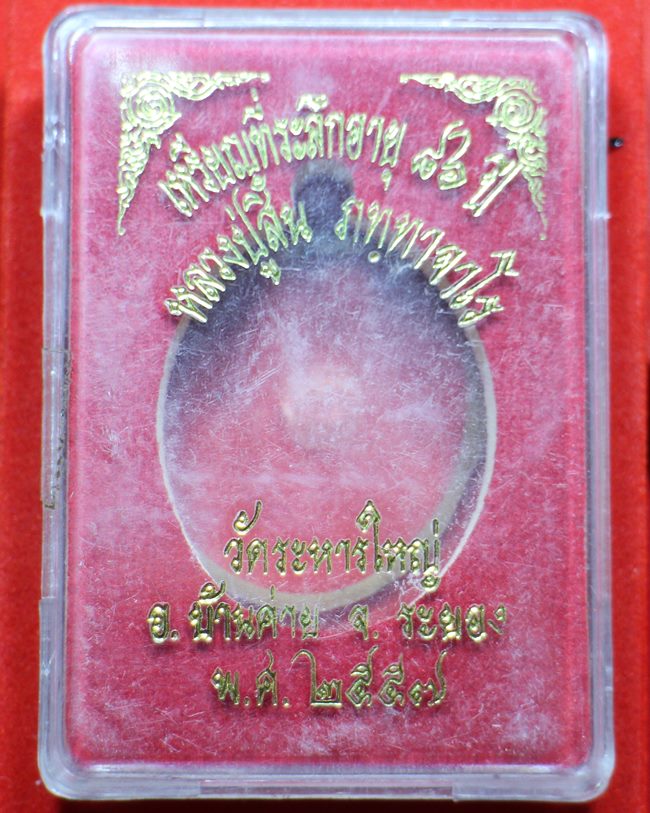 เหรียญที่ระลึกอายุ ๘๖ ปี
หลวงปู่สิน ภทฺทาจาโร
วัดระหารใหญ่
อ. บ้านค่าย จ. ระยอง
พ.ศ. ๒๕๕๗